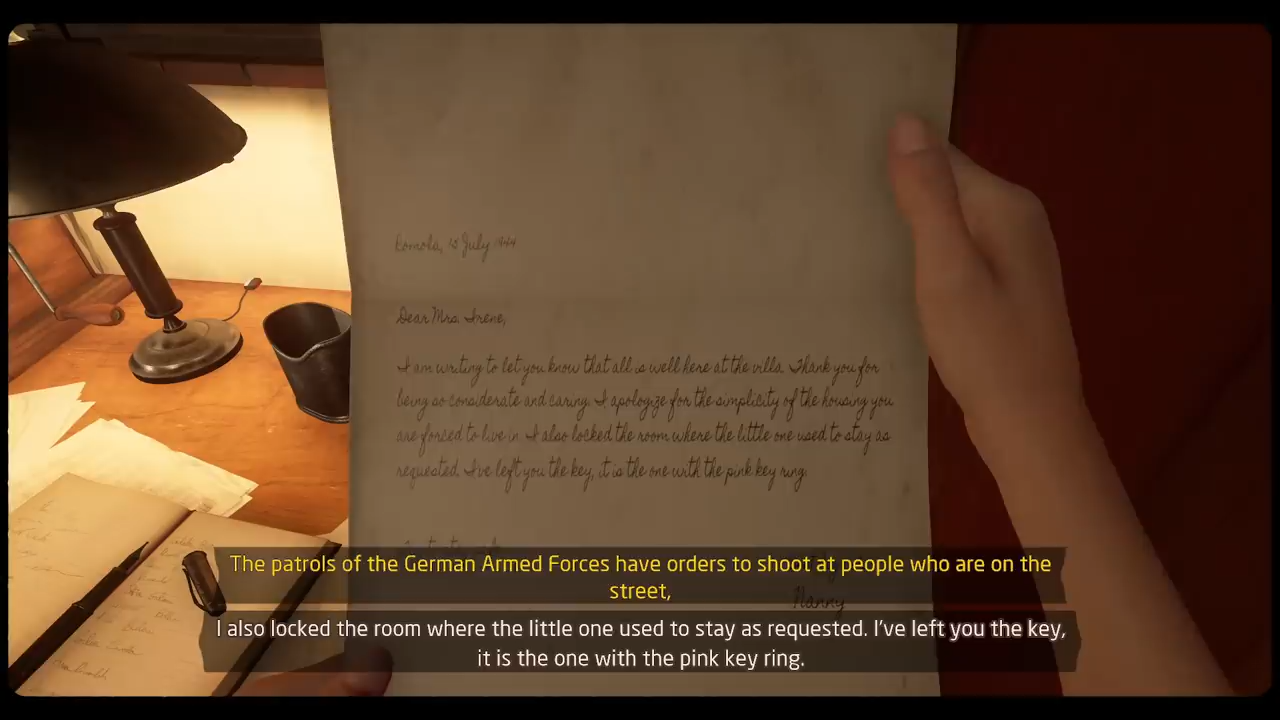 July 1944
Dear Mrs. Irene,
I am writing to let you know that all is well here at the villa. Thank you for
being so considerate and caring. I apologize for the simplicity of the housing you
are forced to live in. I also locked the room where the little one used to stay as
requested. I've left you the key, it is the one with the pink key ring.
Nanny
The patrols of the German Armed Forces have orders to shoot at people who are on the
street,
I also locked the room where the little one used to stay as requested. I've left you the key,
it is the one with the pink key ring.